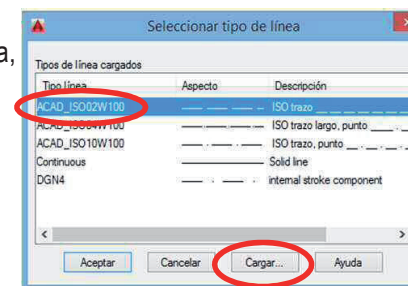 Seleccionar tipo de línea
a,
Tipos de línea cargados
Tipo línea Aspecto Descripción
ACAD_ISO02W100 ISO trazo
ACAD_ISO04W100 ISO trazo largo, punto
ACAD_ISO10W100 ISO trazo, punto
Continuous Solid line
DGN4 internal stroke component
Aceptar Cancelar Cargar... Ayuda